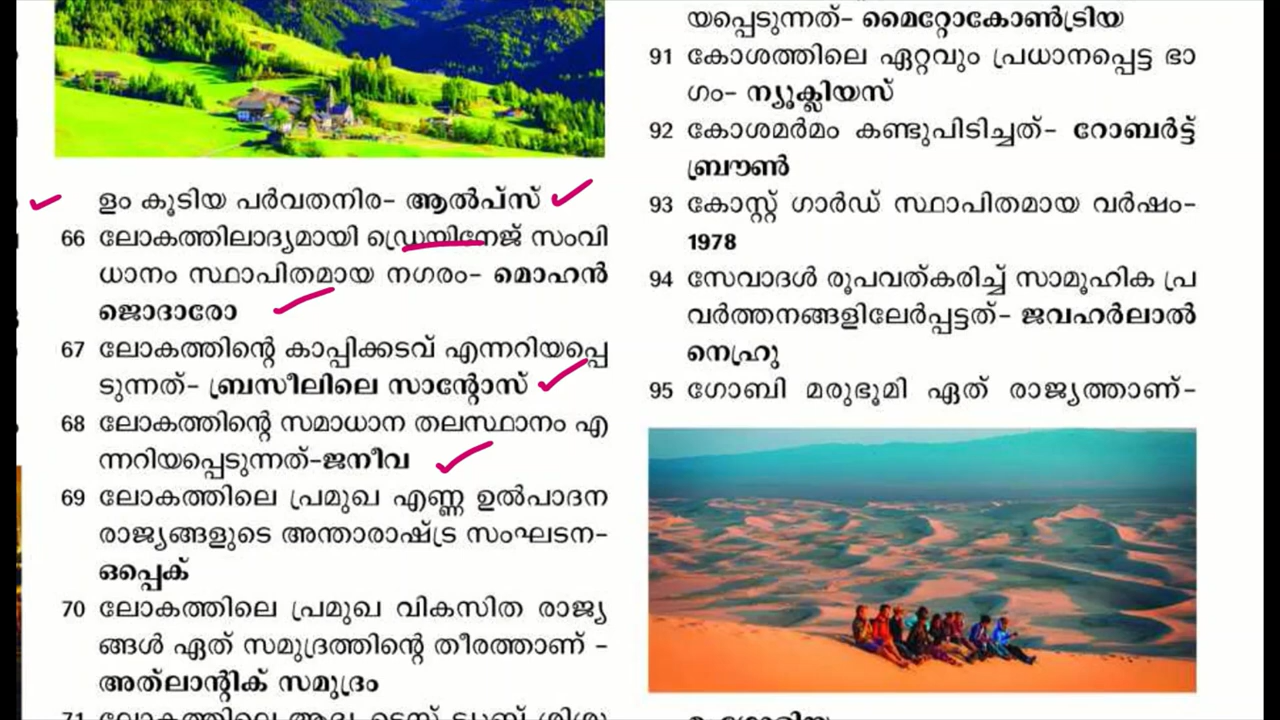 ളം കൂടിയ പർവതനിര- ആൽപ്സ്
66 ലോകത്തിലാദ്യമായി ഡ്രെയിനേജ് സംവി
ധാനം സ്ഥാപിതമായ നഗരം- മൊഹൻ
ജൊദാരോ
67 ലോകത്തിന്റെ കാപ്പിക്കടവ് എന്നറിയപ്പെ
ടുന്നത്- ബ്രസീലിലെ സാന്റോസ്
68 ലോകത്തിന്റെ സമാധാന തലസ്ഥാനം എ
ന്നറിയപ്പെടുന്നത്-ജനീവ
69 ലോകത്തിലെ പ്രമുഖ എണ്ണ ഉൽപാദന
രാജ്യങ്ങളുടെ അന്താരാഷ്ട്ര സംഘടന-
ഒപ്പെക്
70 ലോകത്തിലെ പ്രമുഖ വികസിത രാജ്യ
ങ്ങൾ ഏത് സമുദ്രത്തിന്റെ തീരത്താണ് -
അത്‌ലാന്റിക് സമുദ്രം
71 ലോകത്തിലെ ആദ്യ ടെസ്റ്റ് ട്യൂബ് ശിശു
യപ്പെടുന്നത്- മൈറ്റോകോൺട്രിയ
91 കോശത്തിലെ ഏറ്റവും പ്രധാനപ്പെട്ട ഭാ
ഗം- ന്യൂക്ലിയസ്
92 കോശമർമം കണ്ടുപിടിച്ചത്- റോബർട്ട്
ബ്രൗൺ
93 കോസ്റ്റ് ഗാർഡ് സ്ഥാപിതമായ വർഷം-
1978
94 സേവാദൾ രൂപവത്കരിച്ച് സാമൂഹിക പ്ര
വർത്തനങ്ങളിലേർപ്പട്ടത്- ജവഹർലാൽ
നെഹ്രു
95 ഗോബി മരുഭൂമി ഏത് രാജ്യത്താണ്-